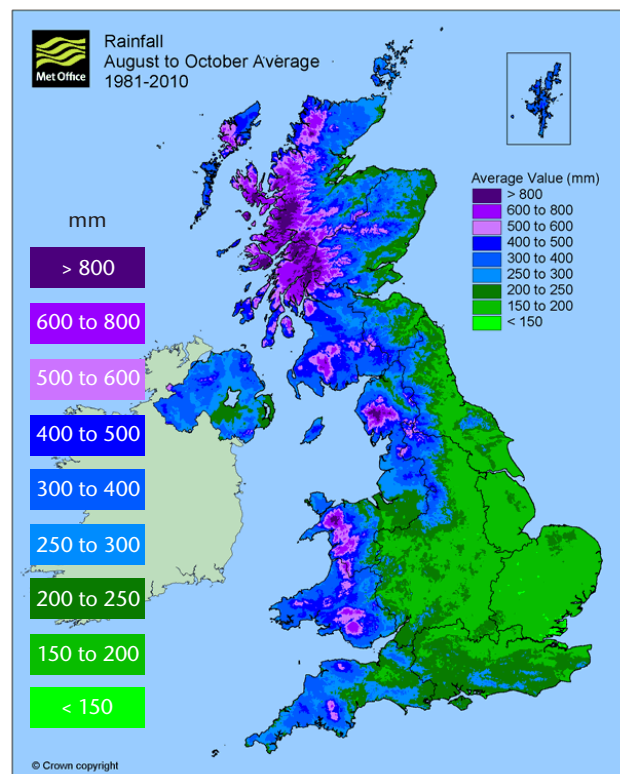 Met Office
Rainfall
August to October Average
1981-2010
Average Value (mm)
> 800
600 to 800
500 to 600
400 to 500
300 to 400
250 to 300
200 to 250
150 to 200
< 150
mm
> 800
600 to 800
500 to 600
400 to 500
300 to 400
250 to 300
200 to 250
150 to 200
< 150
© Crown copyright